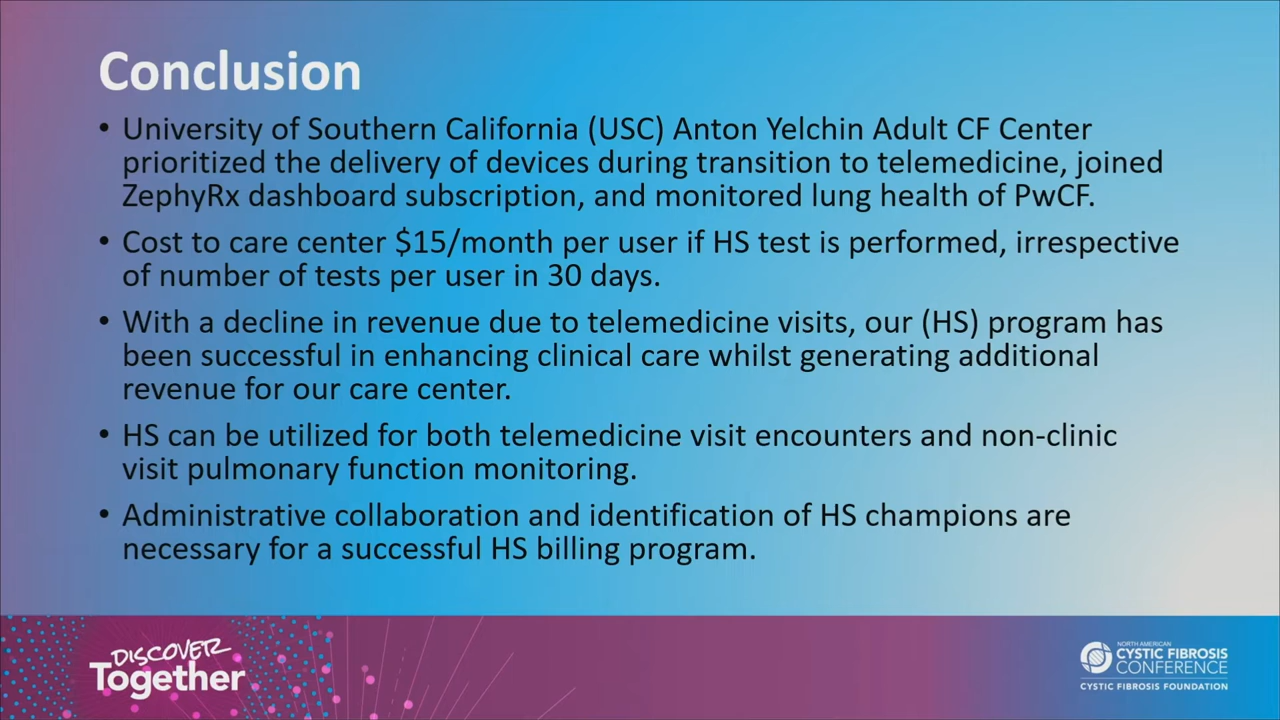 Conclusion
• University of Southern California (USC) Anton Yelchin Adult CF Center
prioritized the delivery of devices during transition to telemedicine, joined
ZephyRx dashboard subscription, and monitored lung health of PwCF.
• Cost to care center $15/month per user if HS test is performed, irrespective
of number of tests per user in 30 days.
• With a decline in revenue due to telemedicine visits, our (HS) program has
been successful in enhancing clinical care whilst generating additional
revenue for our care center.
• HS can be utilized for both telemedicine visit encounters and non-clinic
visit pulmonary function monitoring.
• Administrative collaboration and identification of HS champions are
necessary for a successful HS billing program.
DISCOVER
Together
NORTH AMERICAN
CYSTIC FIBROSIS
CONFERENCE
CYSTIC FIBROSIS FOUNDATION